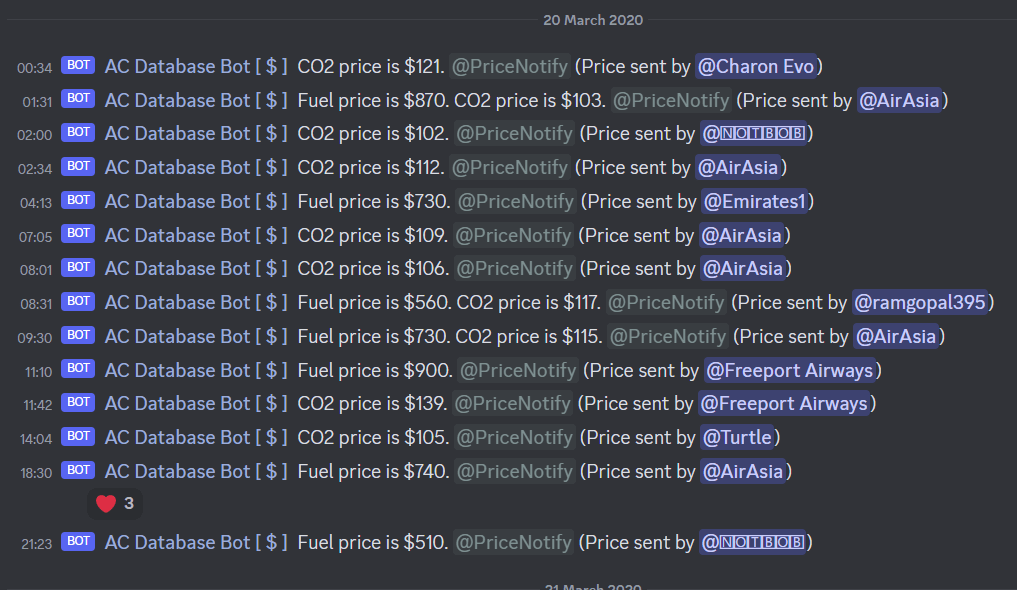 20 March 2020
00:34 BOT AC Database Bot [ $ ] CO2 price is $121. @PriceNotify (Price sent by @Charon Evo)
01:31 BOT AC Database Bot [ $ ] Fuel price is $870. CO2 price is $103. @PriceNotify (Price sent by @AirAsia)
02:00 BOT AC Database Bot [ $ ] CO2 price is $102. @PriceNotify (Price sent by @🄽🄾🅃🄱🄾🄱)
02:34 BOT AC Database Bot [ $ ] CO2 price is $112. @PriceNotify (Price sent by @AirAsia)
04:13 BOT AC Database Bot [ $ ] Fuel price is $730. @PriceNotify (Price sent by @Emirates1)
07:05 BOT AC Database Bot [ $ ] CO2 price is $109. @PriceNotify (Price sent by @AirAsia)
08:01 BOT AC Database Bot [ $ ] CO2 price is $106. @PriceNotify (Price sent by @AirAsia)
08:31 BOT AC Database Bot [ $ ] Fuel price is $560. CO2 price is $117. @PriceNotify (Price sent by @ramgopal395)
09:30 BOT AC Database Bot [ $ ] Fuel price is $730. CO2 price is $115. @PriceNotify (Price sent by @AirAsia)
11:10 BOT AC Database Bot [ $ ] Fuel price is $900. @PriceNotify (Price sent by @Freeport Airways)
11:42 BOT AC Database Bot [ $ ] CO2 price is $139. @PriceNotify (Price sent by @Freeport Airways)
14:04 BOT AC Database Bot [ $ ] CO2 price is $105. @PriceNotify (Price sent by @Turtle)
18:30 BOT AC Database Bot [ $ ] Fuel price is $740. @PriceNotify (Price sent by @AirAsia)
❤️ 3
21:23 BOT AC Database Bot [ $ ] Fuel price is $510. @PriceNotify (Price sent by @🄽🄾🅃🄱🄾🄱)
21 March 2020